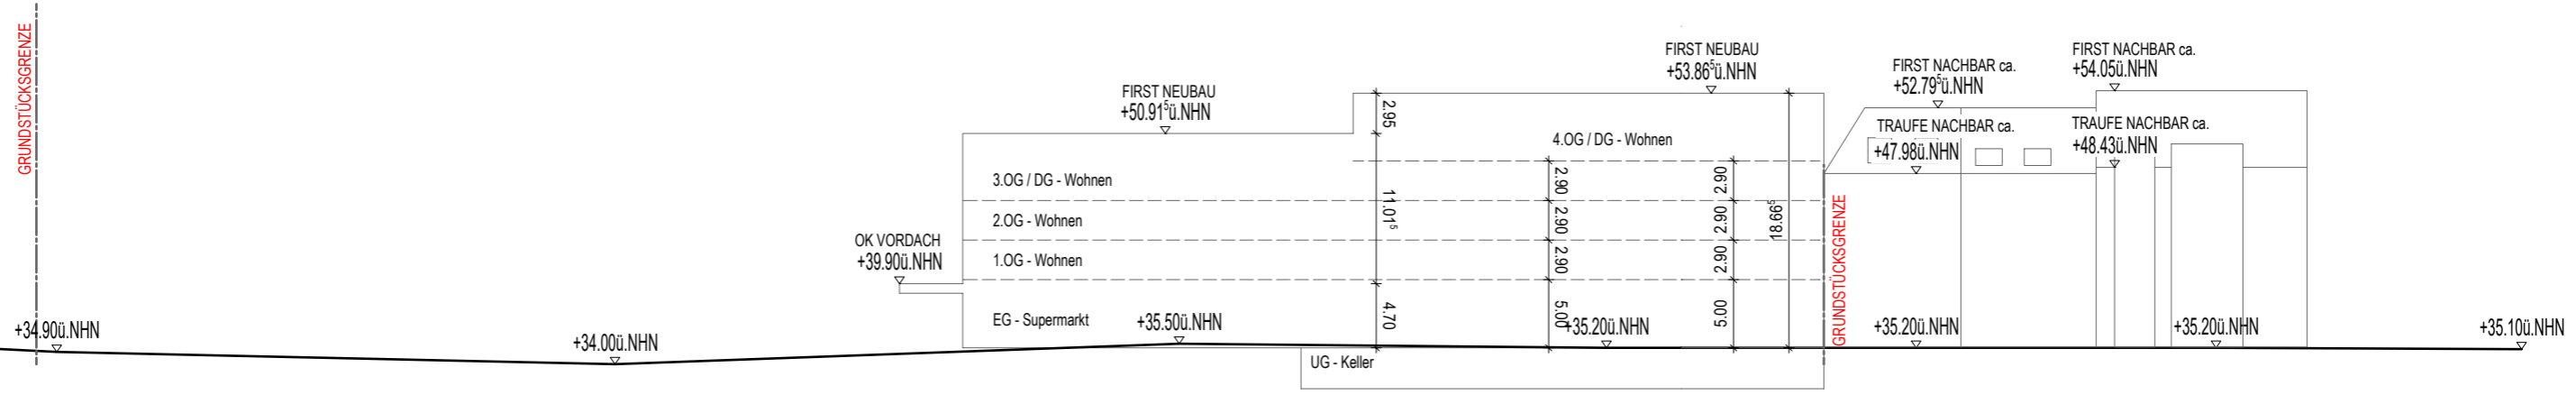 GRUNDSTÜCKSGRENZE
+34.90ü.NHN
+34.00ü.NHN
OK VORDACH
+39.90ü.NHN
FIRST NEUBAU
+50.91⁵ü.NHN
3.OG / DG - Wohnen
2.OG - Wohnen
1.OG - Wohnen
EG - Supermarkt
+35.50ü.NHN
UG - Keller
2.95
11.01⁵
4.70
FIRST NEUBAU
+53.86⁵ü.NHN
4.OG / DG - Wohnen
2.90
2.90
2.90
5.00
+35.20ü.NHN
2.90
2.90
2.90
5.00
18.66⁵
GRUNDSTÜCKSGRENZE
FIRST NACHBAR ca.
+52.79⁵ü.NHN
TRAUFE NACHBAR ca.
+47.98ü.NHN
+35.20ü.NHN
FIRST NACHBAR ca.
+54.05ü.NHN
TRAUFE NACHBAR ca.
+48.43ü.NHN
+35.20ü.NHN
+35.10ü.NHN